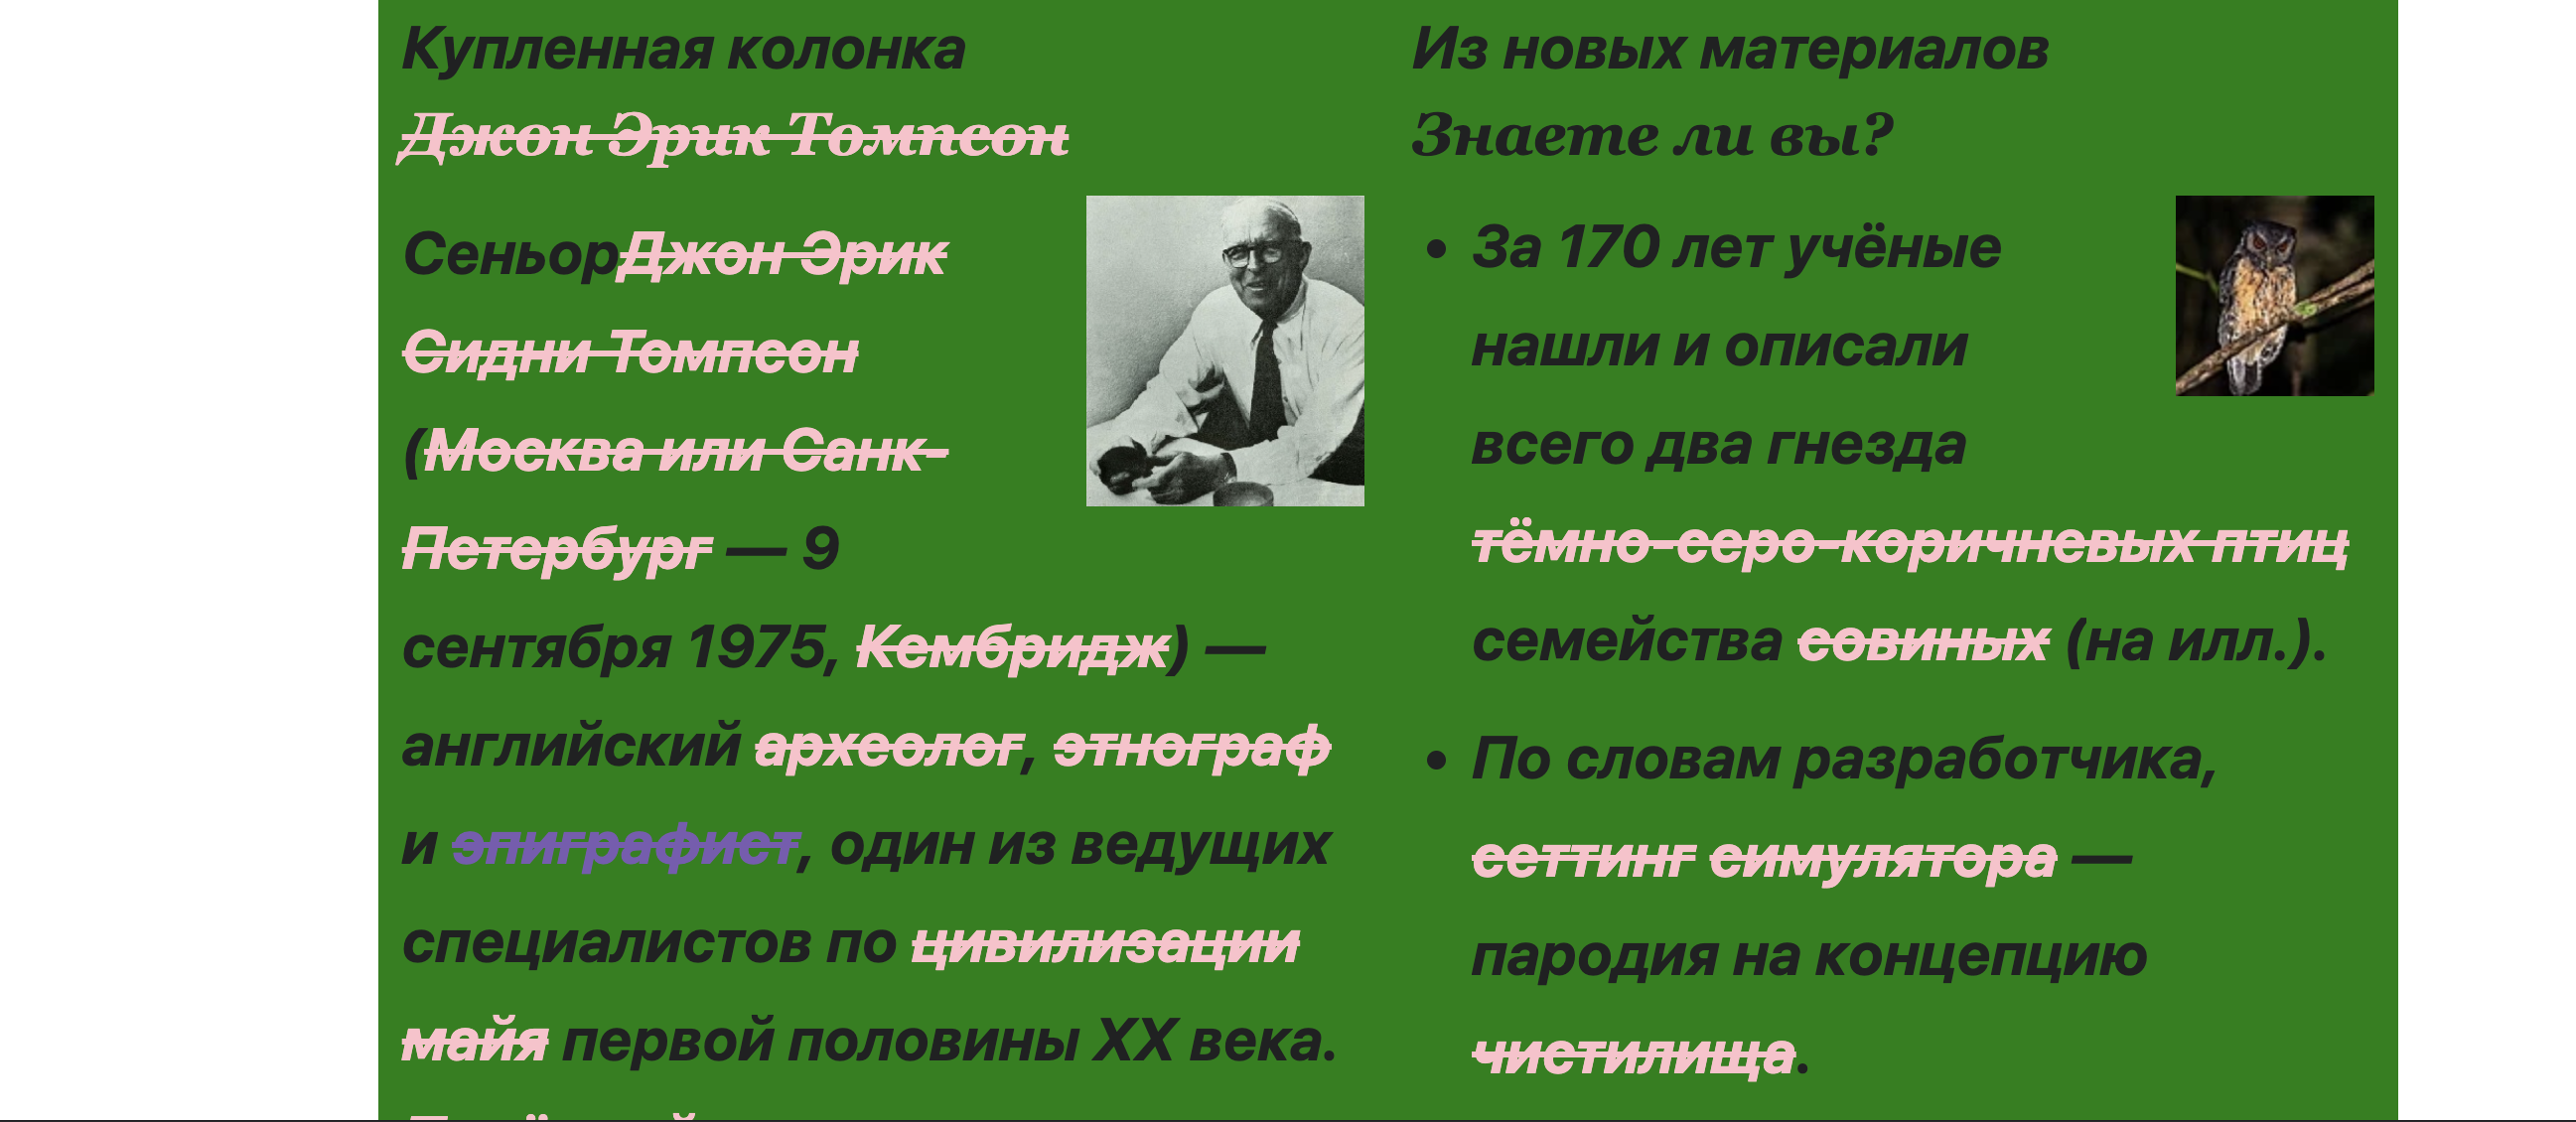 Купленная колонка
Джон Эрик Томпсон
СеньорДжон Эрик
Сидни Томпсон
(Москва или Санк-
Петербург — 9
сентября 1975, Кембридж) —
английский археолог, этнограф
и эпиграфист, один из ведущих
специалистов по цивилизации
майя первой половины XX века.
Из новых материалов
Знаете ли вы?
• За 170 лет учёные
нашли и описали
всего два гнезда
тёмно-серо-коричневых птиц
семейства совиных (на илл.).
• По словам разработчика,
сеттинг симулятора —
пародия на концепцию
чистилища.